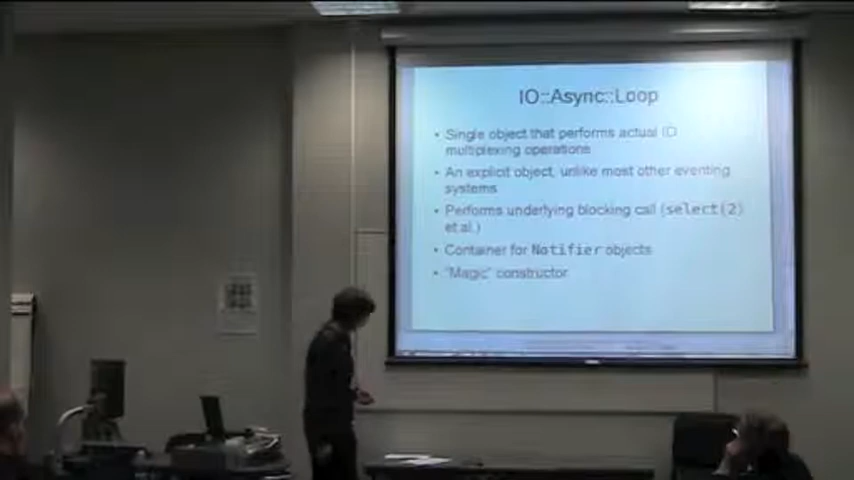 IO::Async::Loop
• Single object that performs actual IO
multiplexing operations
• An explicit object, unlike most other eventing
systems
• Performs underlying blocking call (select(2)
et al.)
• Container for Notifier objects
• "Magic" constructor